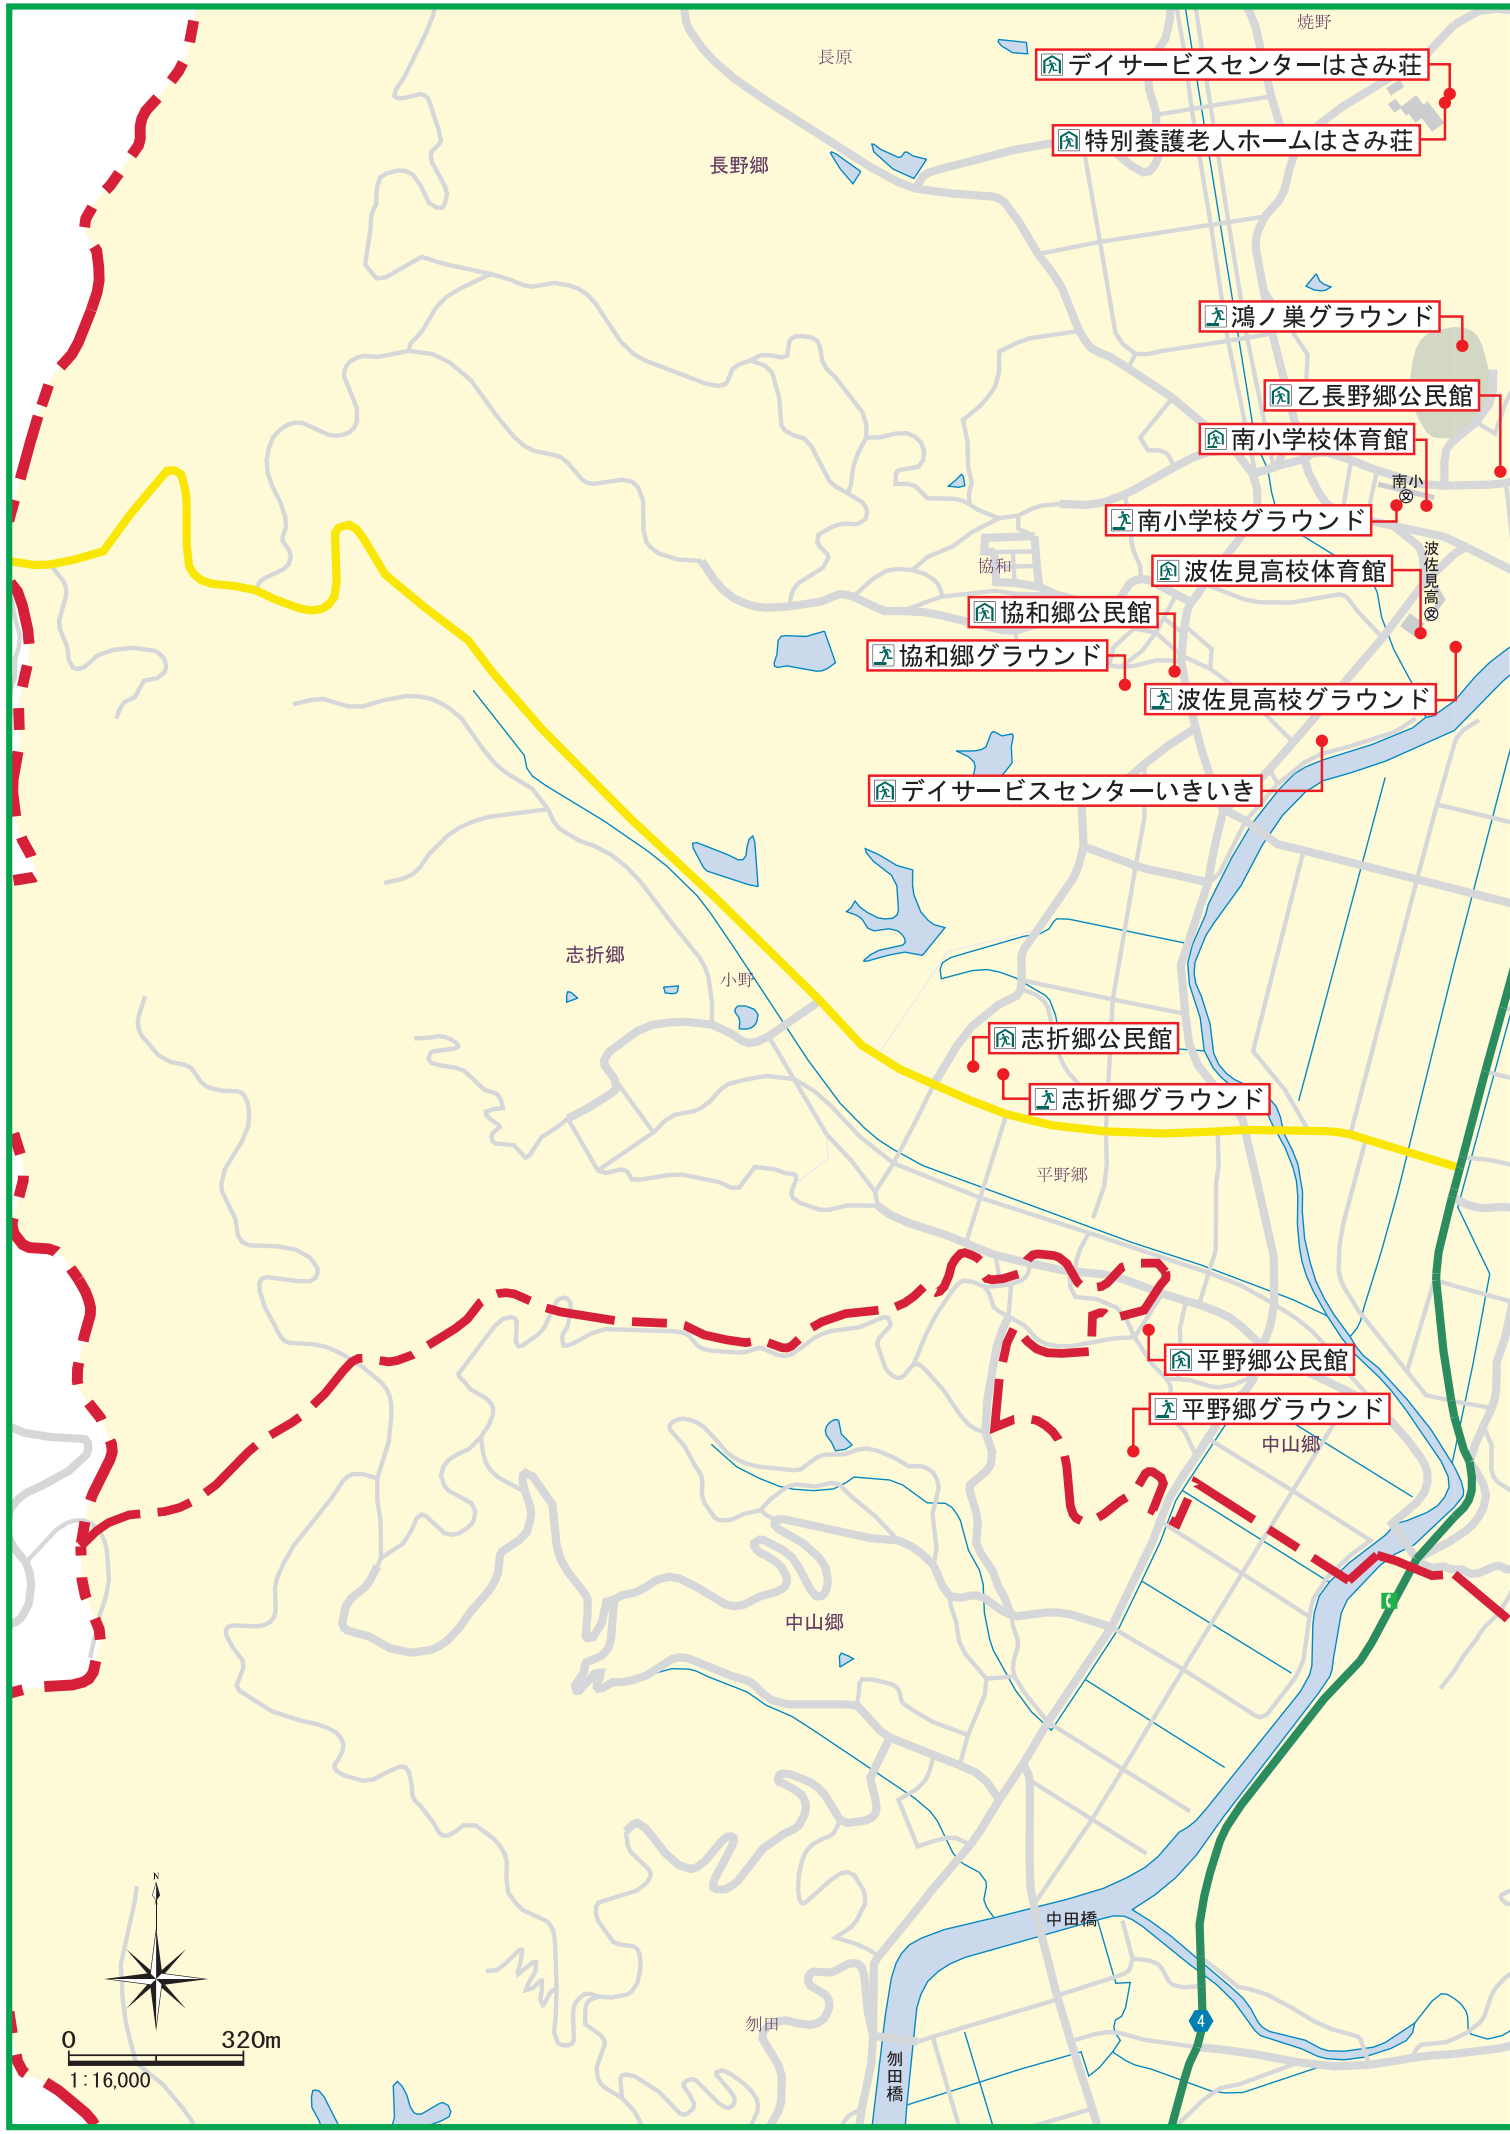 焼野
長原
デイサービスセンターはさみ荘
特別養護老人ホームはさみ荘
長野郷
鴻ノ巣グラウンド
乙長野郷公民館
南小学校体育館
南小
文
南小学校グラウンド
波佐見高
文
協和
波佐見高校体育館
協和郷公民館
協和郷グラウンド
波佐見高校グラウンド
デイサービスセンターいきいき
志折郷
小野
志折郷公民館
志折郷グラウンド
平野郷
平野郷公民館
平野郷グラウンド
中山郷
中山郷
中田橋
N
刎田
4
0 320m
刎田橋
1:16,000